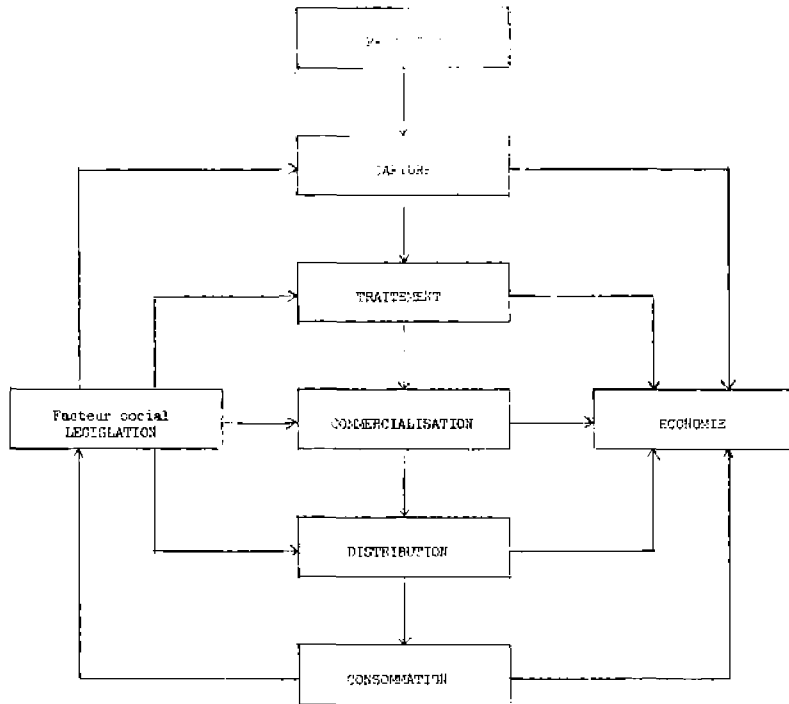 CAPTURE
TRAITEMENT
Facteur social
LEGISLATION
COMMERCIALISATION
ECONOMIE
DISTRIBUTION
CONSOMMATION